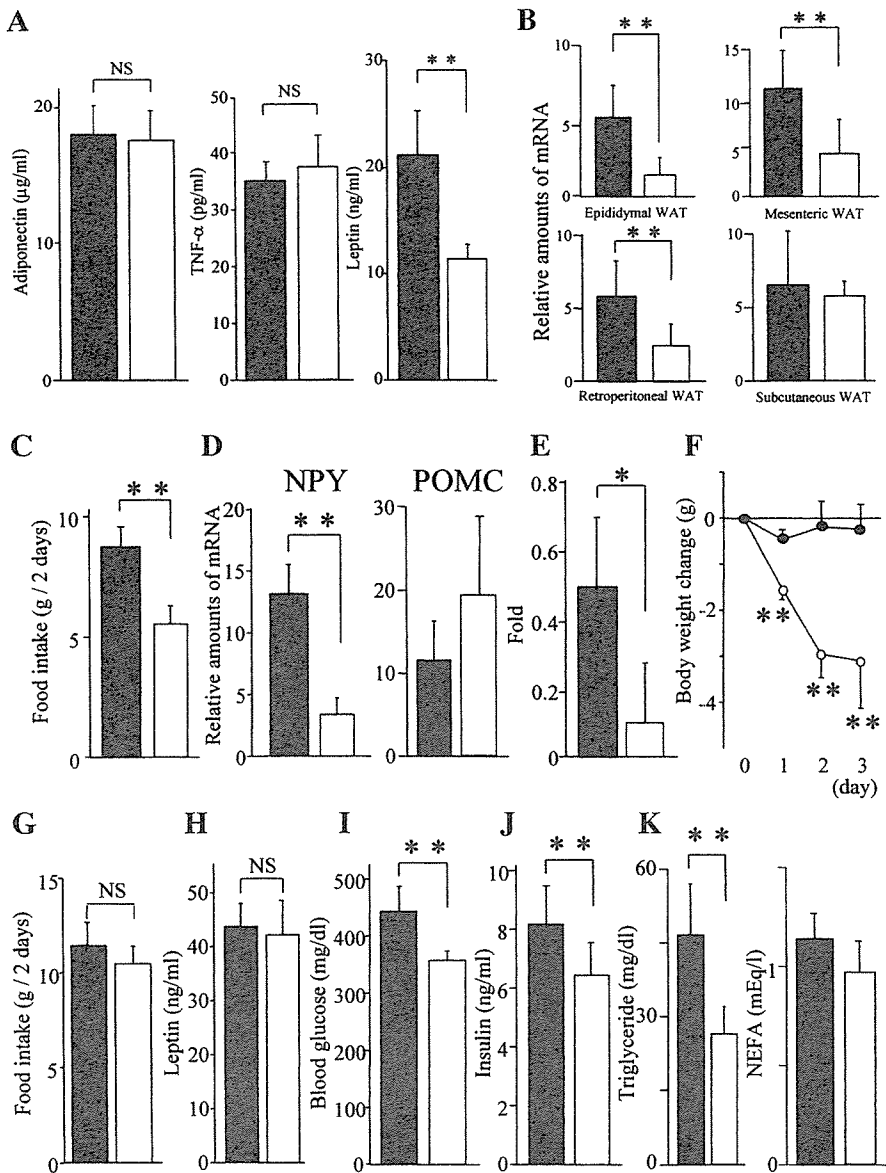 A
Adiponectin (µg/ml)
20
10
0
NS
TNF-α (pg/ml)
50
40
30
20
10
0
NS
Leptin (ng/ml)
30
20
10
0
* *
B
Relative amounts of mRNA
10
5
0
* *
Epididymal WAT
15
10
5
0
* *
Mesenteric WAT
10
5
0
* *
Retroperitoneal WAT
10
5
0
Subcutaneous WAT
C
Food intake (g / 2 days)
10
5
0
* *
D
Relative amounts of mRNA
NPY
20
15
10
5
0
* *
POMC
30
20
10
0
E
Fold
0.8
0.6
0.4
0.2
0
*
F
Body weight change (g)
0
-2
-4
**
**
**
0 1 2 3
(day)
G
Food intake (g / 2 days)
15
10
5
0
NS
H
Leptin (ng/ml)
60
50
40
30
20
10
0
NS
I
Blood glucose (mg/dl)
500
400
300
200
100
0
* *
J
Insulin (ng/ml)
10
8
6
4
2
0
* *
K
Triglyceride (mg/dl)
60
30
0
* *
NEFA (mEq/l)
1
0